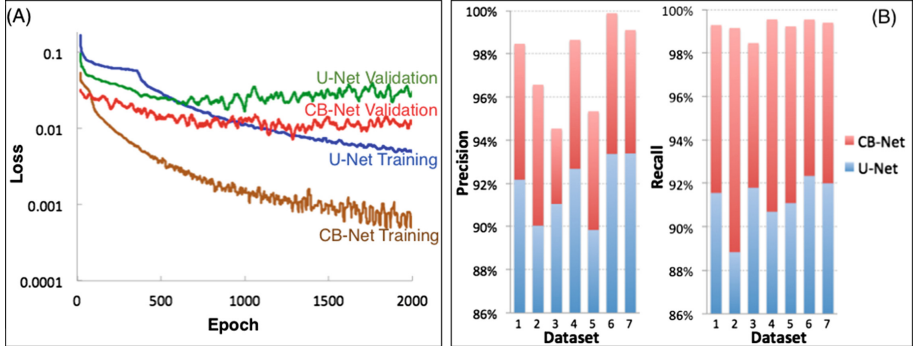 (A)
0.1
0.01
0.001
0.0001
Loss
0 500 1000 1500 2000
Epoch
U-Net Validation
CB-Net Validation
U-Net Training
CB-Net Training
(B)
100%
98%
96%
94%
92%
90%
88%
86%
Precision
1 2 3 4 5 6 7
Dataset
100%
98%
96%
94%
92%
90%
88%
86%
Recall
1 2 3 4 5 6 7
Dataset
CB-Net
U-Net